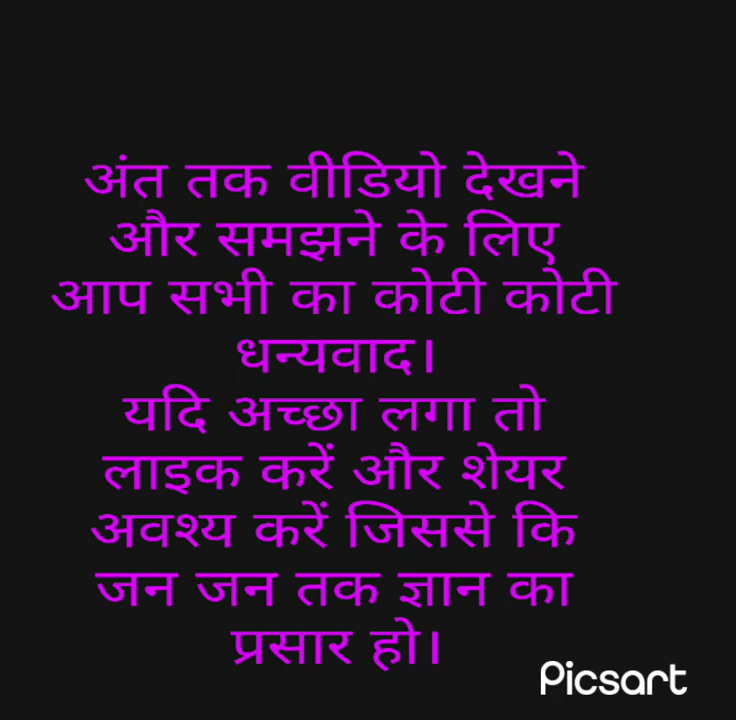 अंत तक वीडियो देखने
और समझने के लिए
आप सभी का कोटी कोटी
धन्यवाद।
यदि अच्छा लगा तो
लाइक करें और शेयर
अवश्य करें जिससे कि
जन जन तक ज्ञान का
प्रसार हो।
Picsart